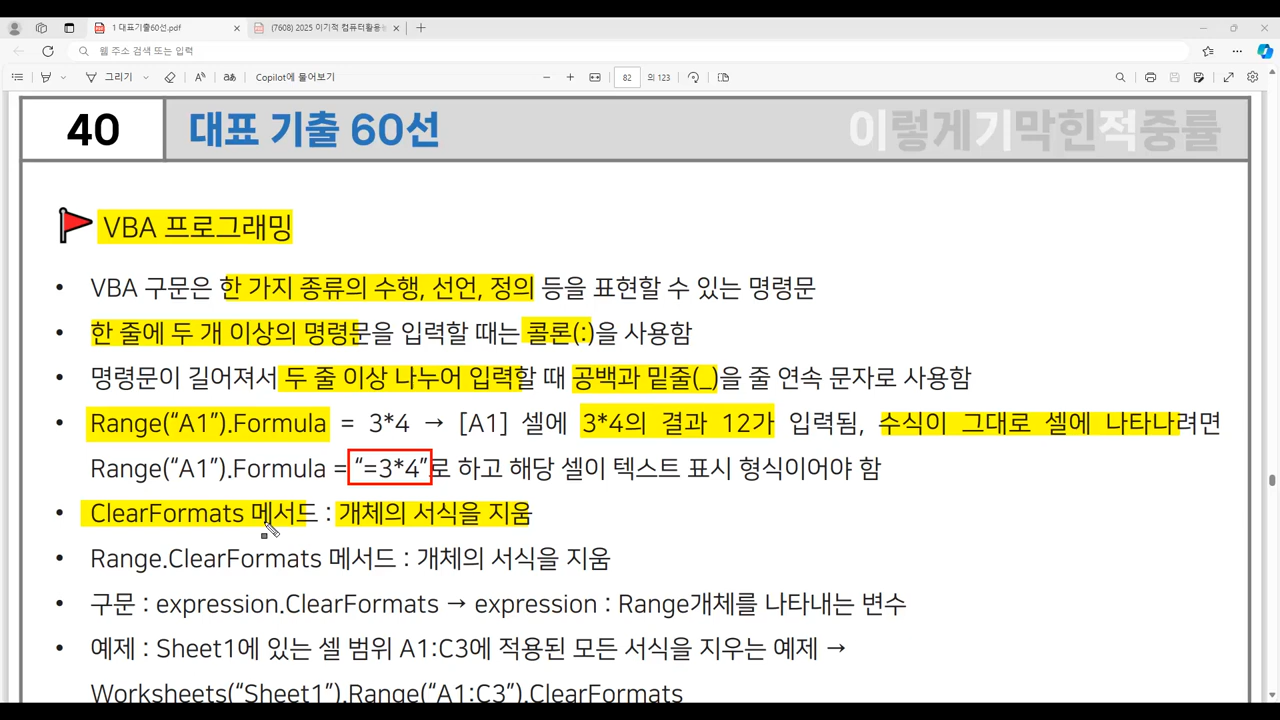 1 대표기출60선.pdf
(7608) 2025 이기적 컴퓨터활용능
웹 주소 검색 또는 입력
그리기
Copilot에 물어보기
82 의 123
40
대표 기출 60선
이렇게기막힌적중률
VBA 프로그래밍
• VBA 구문은 한 가지 종류의 수행, 선언, 정의 등을 표현할 수 있는 명령문
• 한 줄에 두 개 이상의 명령문을 입력할 때는 콜론(:)을 사용함
• 명령문이 길어져서 두 줄 이상 나누어 입력할 때 공백과 밑줄(_)을 줄 연속 문자로 사용함
• Range(“A1”).Formula = 3*4 → [A1] 셀에 3*4의 결과 12가 입력됨, 수식이 그대로 셀에 나타나려면
Range(“A1”).Formula = “=3*4”로 하고 해당 셀이 텍스트 표시 형식이어야 함
• ClearFormats 메서드 : 개체의 서식을 지움
• Range.ClearFormats 메서드 : 개체의 서식을 지움
• 구문 : expression.ClearFormats → expression : Range개체를 나타내는 변수
• 예제 : Sheet1에 있는 셀 범위 A1:C3에 적용된 모든 서식을 지우는 예제 →
Worksheets(“Sheet1”).Range(“A1:C3”).ClearFormats